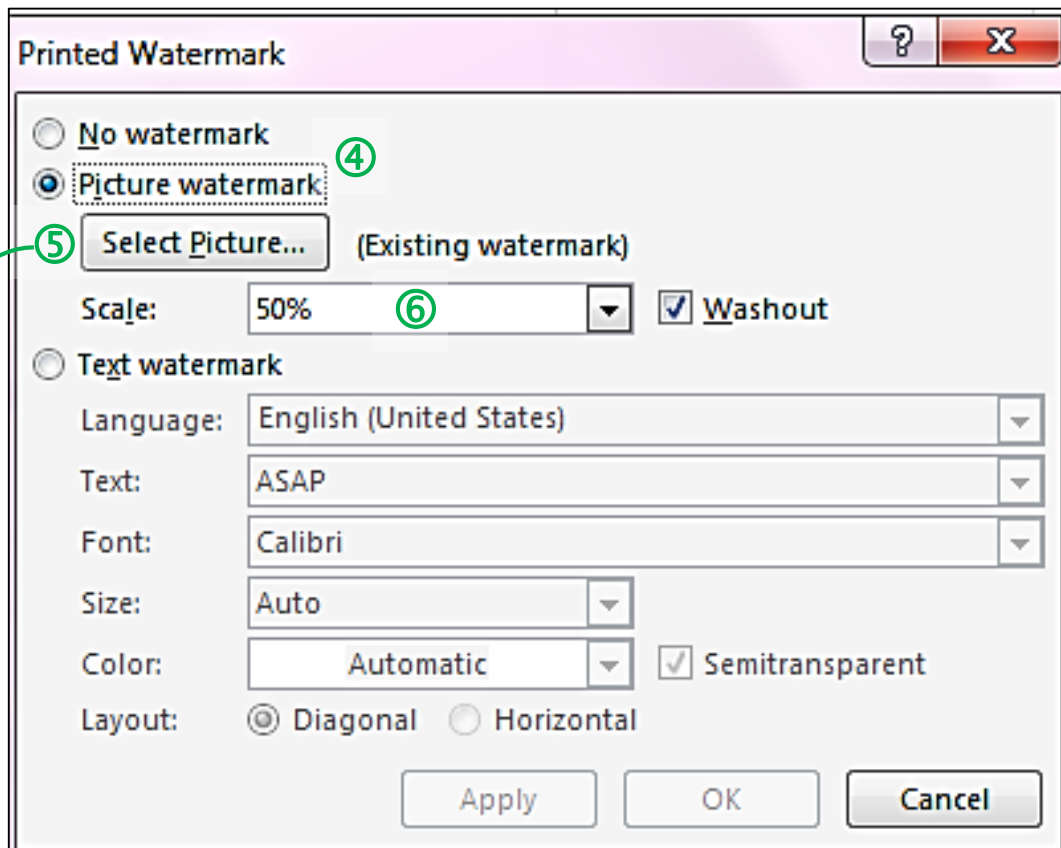 Printed Watermark
No watermark
④
Picture watermark
⑤ Select Picture... (Existing watermark)
Scale: 50% ⑥ Washout
Text watermark
Language: English (United States)
Text: ASAP
Font: Calibri
Size: Auto
Color: Automatic Semitransparent
Layout: Diagonal Horizontal
Apply OK Cancel